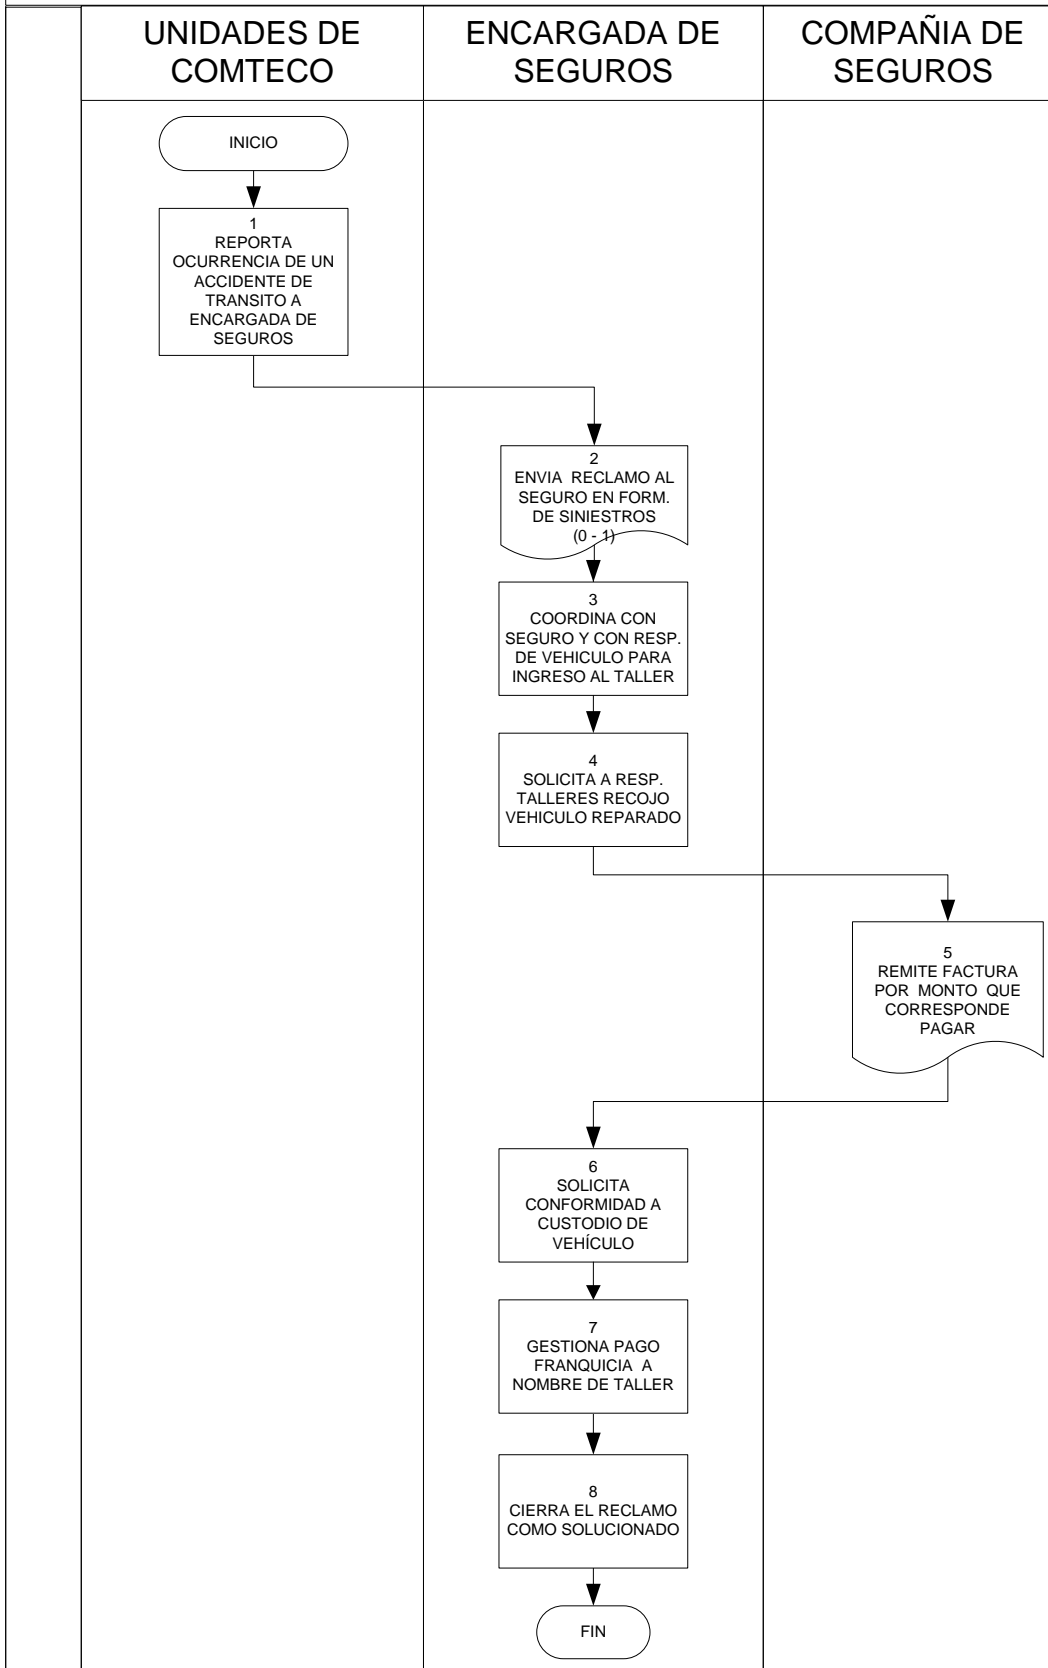 UNIDADES DE
COMTECO
ENCARGADA DE
SEGUROS
COMPAÑIA DE
SEGUROS
INICIO
1
REPORTA
OCURRENCIA DE UN
ACCIDENTE DE
TRANSITO A
ENCARGADA DE
SEGUROS
2
ENVIA RECLAMO AL
SEGURO EN FORM.
DE SINIESTROS
(0 - 1)
3
COORDINA CON
SEGURO Y CON RESP.
DE VEHICULO PARA
INGRESO AL TALLER
4
SOLICITA A RESP.
TALLERES RECOJO
VEHICULO REPARADO
5
REMITE FACTURA
POR MONTO QUE
CORRESPONDE
PAGAR
6
SOLICITA
CONFORMIDAD A
CUSTODIO DE
VEHÍCULO
7
GESTIONA PAGO
FRANQUICIA A
NOMBRE DE TALLER
8
CIERRA EL RECLAMO
COMO SOLUCIONADO
FIN